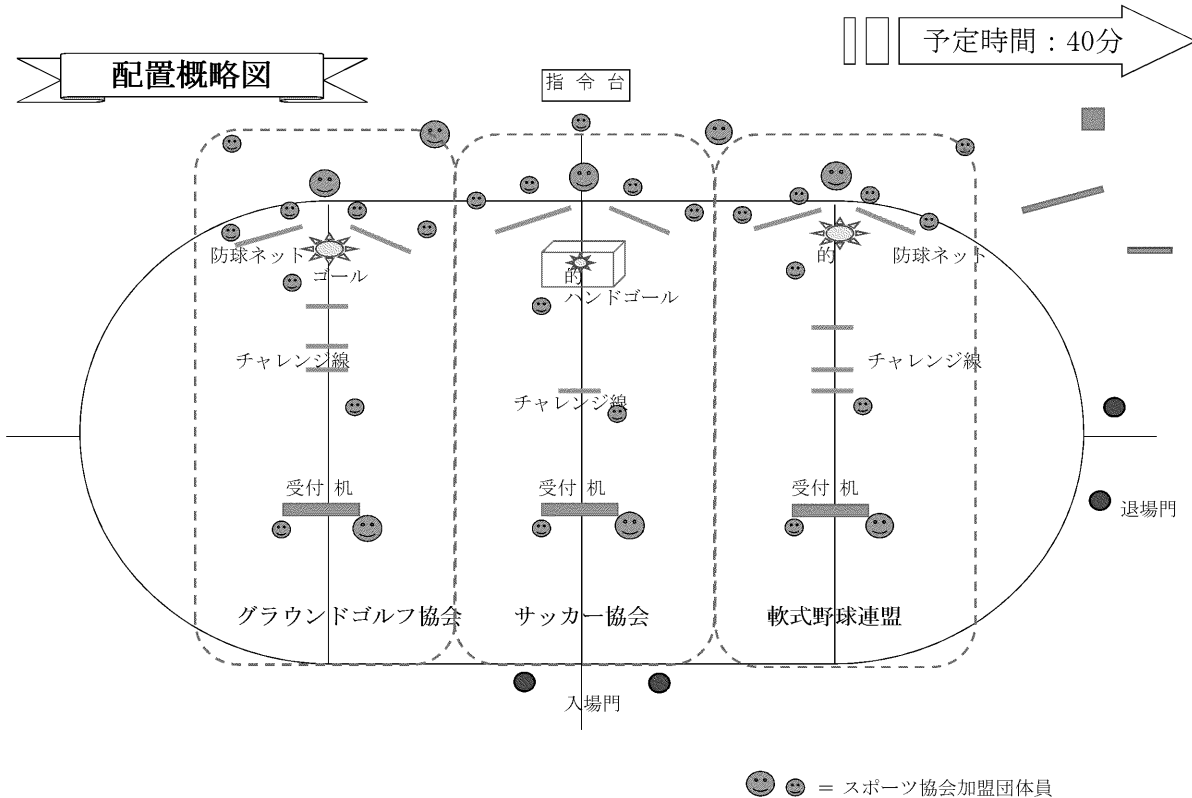 予定時間：40分
配置概略図
指 令 台
防球ネット
ゴール
的
ハンドゴール
的
防球ネット
チャレンジ線
チャレンジ線
チャレンジ線
受付 机
受付 机
受付 机
退場門
グラウンドゴルフ協会
サッカー協会
軟式野球連盟
入場門
＝ スポーツ協会加盟団体員